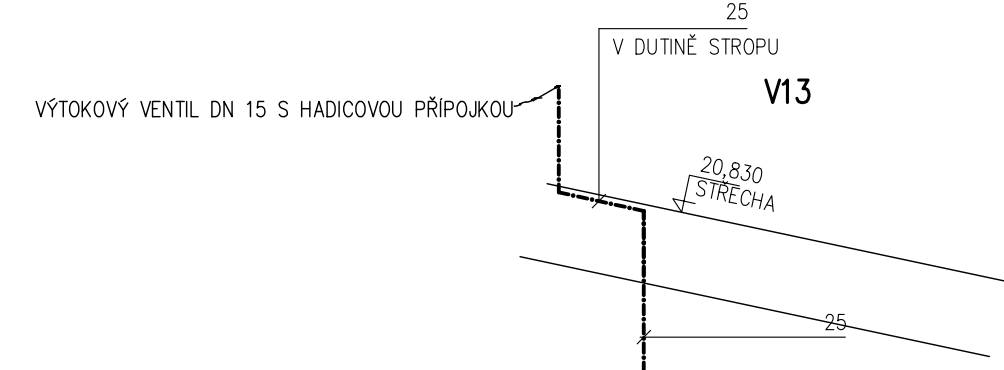 25
V DUTINĚ STROPU
V13
VÝTOKOVÝ VENTIL DN 15 S HADICOVOU PŘÍPOJKOU
20,830
STŘECHA
25